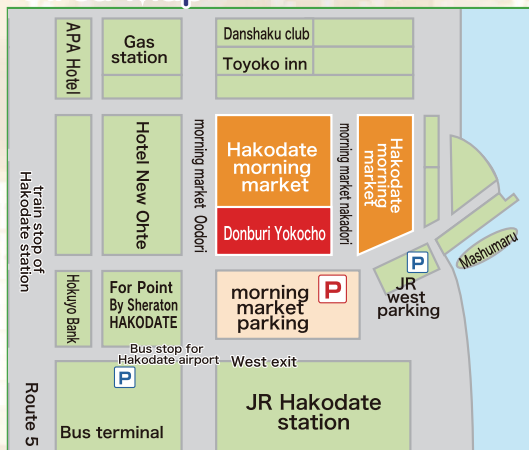 APA Hotel
Gas
station
Danshaku club
Toyoko inn
Hotel New Ohte
morning market Oodori
Hakodate
morning
market
morning market nakadori
Hakodate
morning
market
Donburi Yokocho
train stop of
Hakodate station
Mashumaru
P
JR
west
parking
Hokuyo Bank
For Point
By Sheraton
HAKODATE
morning
market
parking
P
Bus stop for
Hakodate airport
West exit
P
Route 5
Bus terminal
JR Hakodate
station